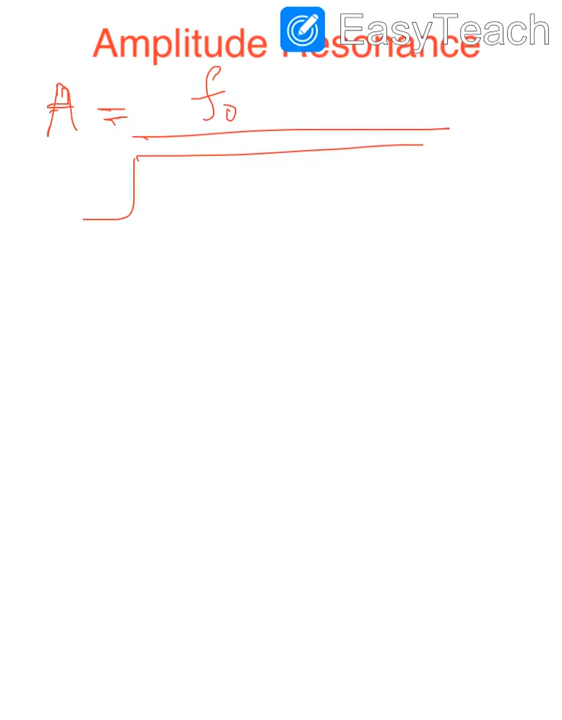 Amplitude Resonance
EasyTeach
A = f₀